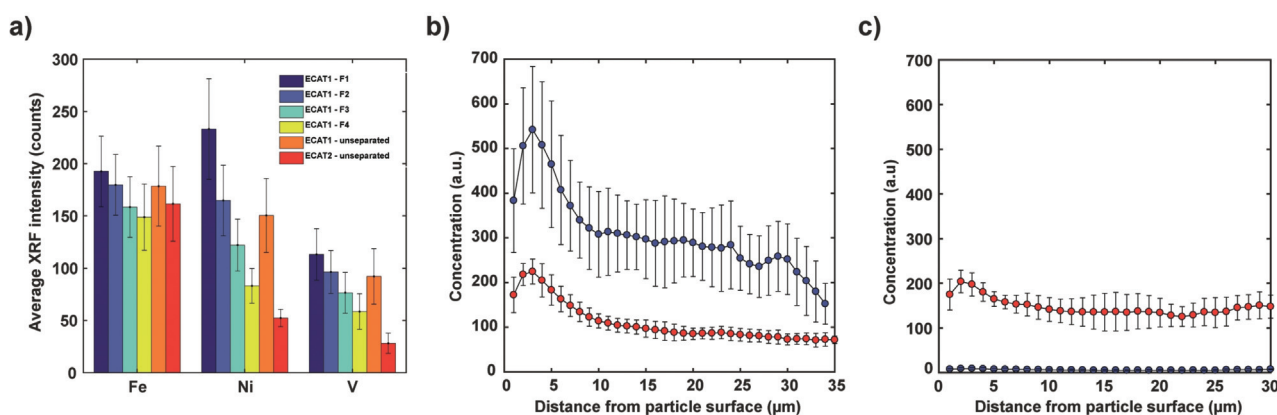 a)
Average XRF intensity (counts)
300
250
200
150
100
50
0
Fe Ni V
ECAT1 - F1
ECAT1 - F2
ECAT1 - F3
ECAT1 - F4
ECAT1 - unseparated
ECAT2 - unseparated
b)
Concentration (a.u.)
700
600
500
400
300
200
100
0
0 5 10 15 20 25 30 35
Distance from particle surface (µm)
c)
Concentration (a.u)
700
600
500
400
300
200
100
0
0 5 10 15 20 25 30
Distance from particle surface (µm)